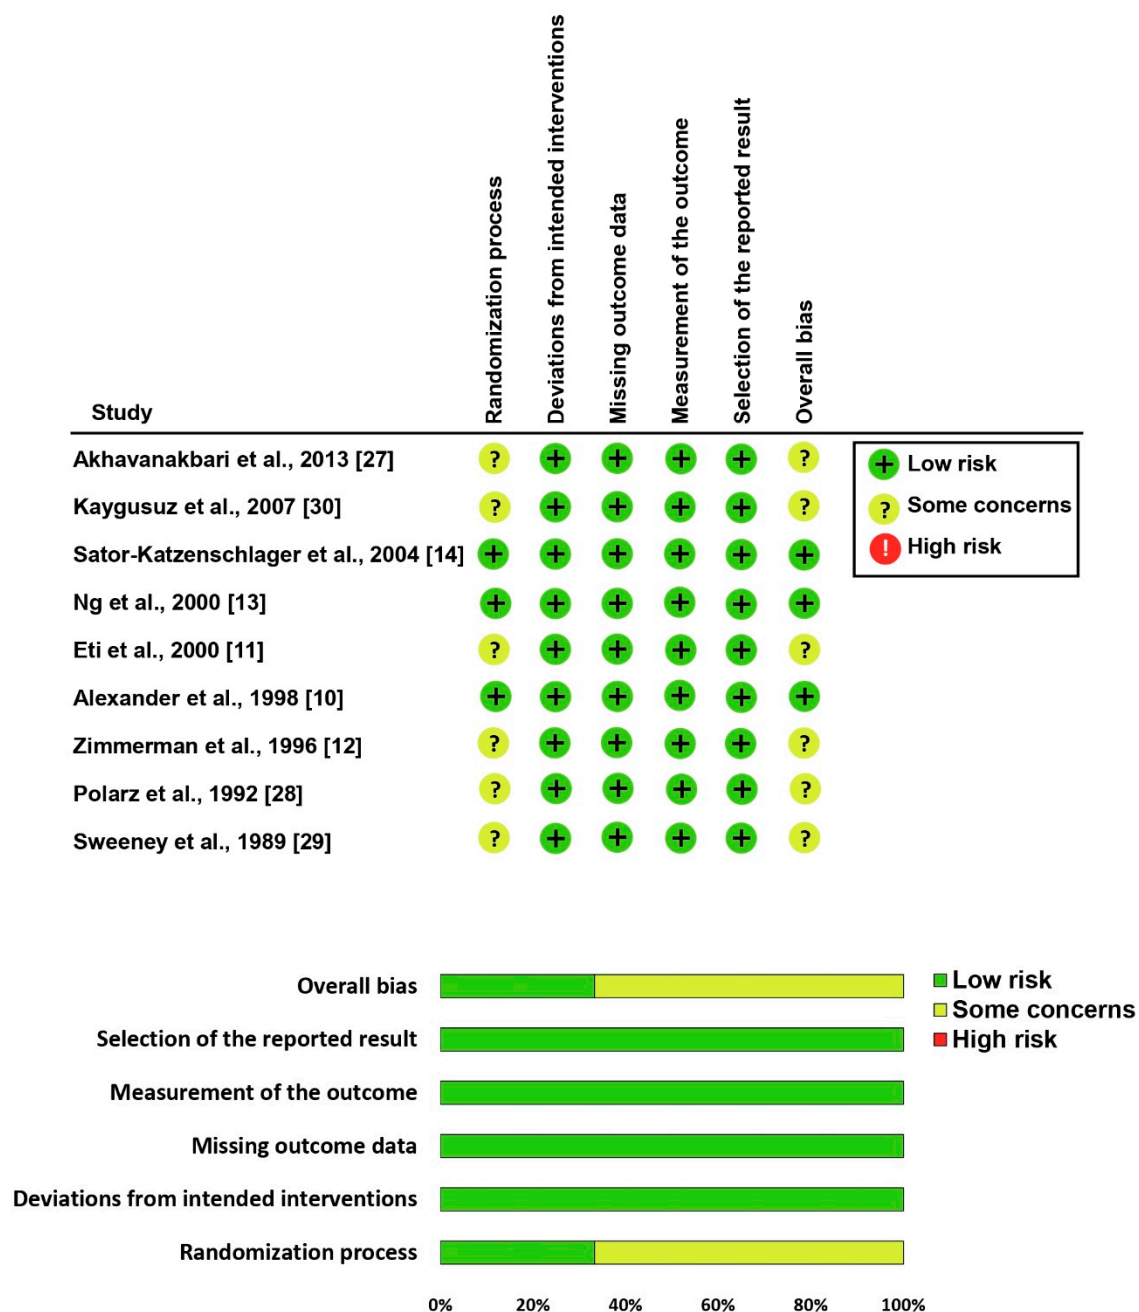 Randomization process
Deviations from intended interventions
Missing outcome data
Measurement of the outcome
Selection of the reported result
Overall bias
Study
Akhavanakbari et al., 2013 [27] ? + + + + ?
Kaygusuz et al., 2007 [30] ? + + + + ?
Sator-Katzenschlager et al., 2004 [14] + + + + + +
Ng et al., 2000 [13] + + + + + +
Eti et al., 2000 [11] ? + + + + ?
Alexander et al., 1998 [10] + + + + + +
Zimmerman et al., 1996 [12] ? + + + + ?
Polarz et al., 1992 [28] ? + + + + ?
Sweeney et al., 1989 [29] ? + + + + ?
+ Low risk
? Some concerns
! High risk
Overall bias
Selection of the reported result
Measurement of the outcome
Missing outcome data
Deviations from intended interventions
Randomization process
0% 20% 40% 60% 80% 100%
Low risk
Some concerns
High risk